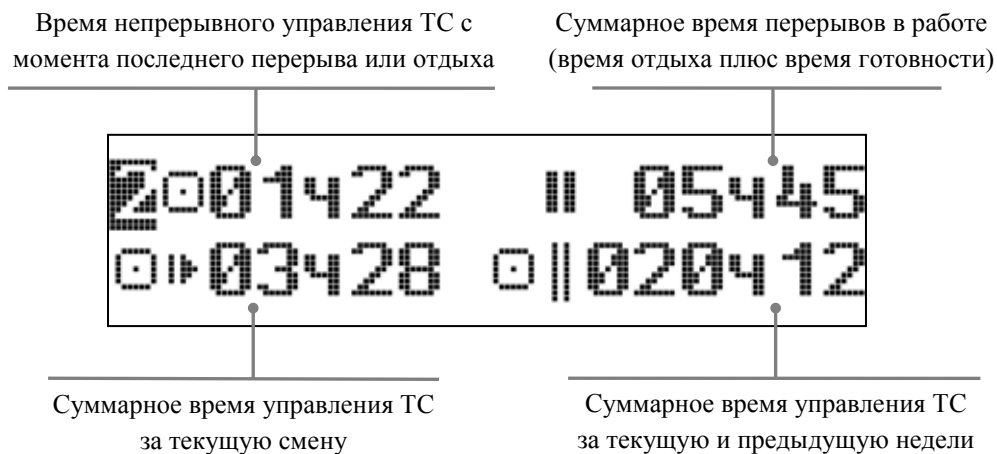 Время непрерывного управления ТС с
момента последнего перерыва или отдыха
Суммарное время перерывов в работе
(время отдыха плюс время готовности)
2 01ч22 05ч45
03ч28 020ч12
Суммарное время управления ТС
за текущую смену
Суммарное время управления ТС
за текущую и предыдущую недели